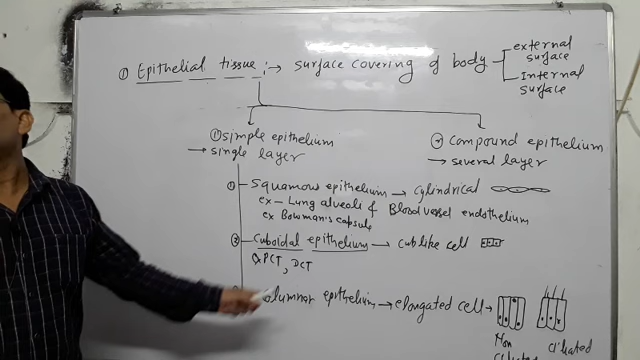 ① Epithelial tissue :→ surface covering of body
external surface
Internal surface
① simple epithelium
→ single layer
② compound epithelium
→ several layer
① Squamous epithelium → cylindrical
ex - Lung alveoli & Blood vessel endothelium
ex Bowman's capsule
② Cuboidal epithelium → cub like cell
PCT, DCT
olumnar epithelium → elongated cell →
Non
ciliated